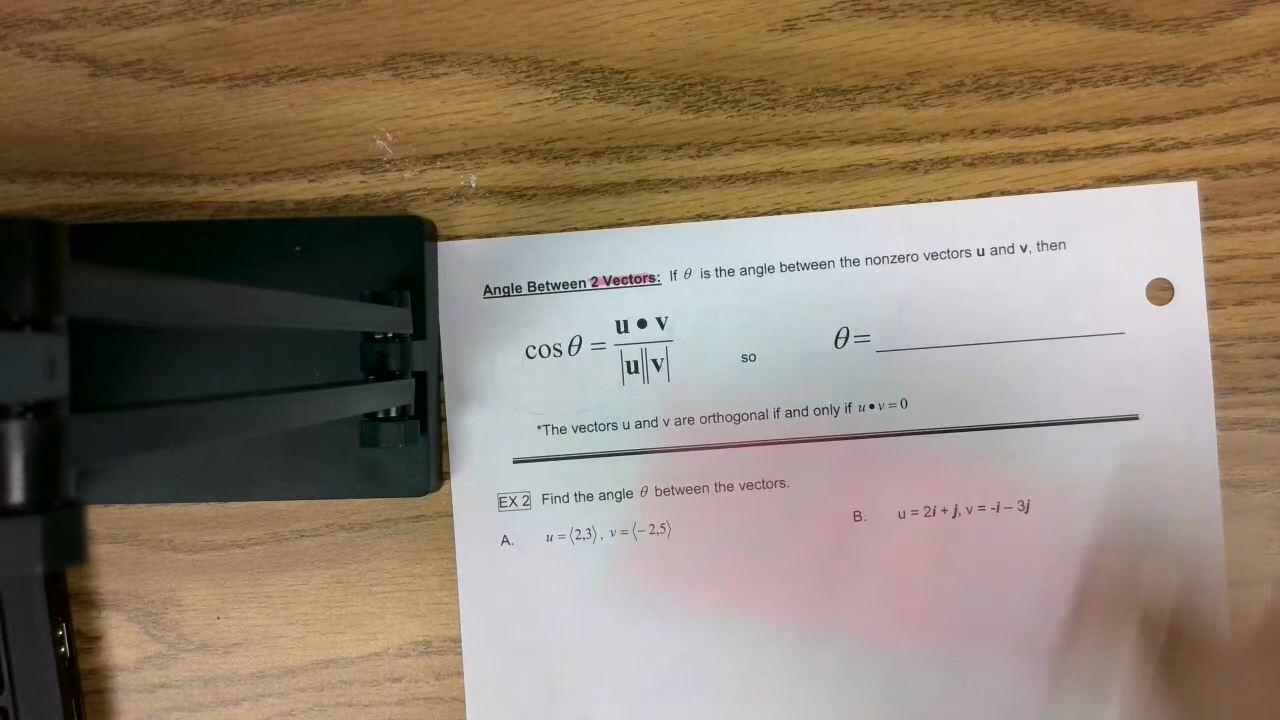 Angle Between 2 Vectors: If θ is the angle between the nonzero vectors u and v, then
cos θ = u • v / |u||v| so θ = ____________
*The vectors u and v are orthogonal if and only if u • v = 0
EX 2 Find the angle θ between the vectors.
A. u = ⟨2,3⟩, v = ⟨−2,5⟩ B. u = 2i + j, v = -i – 3j